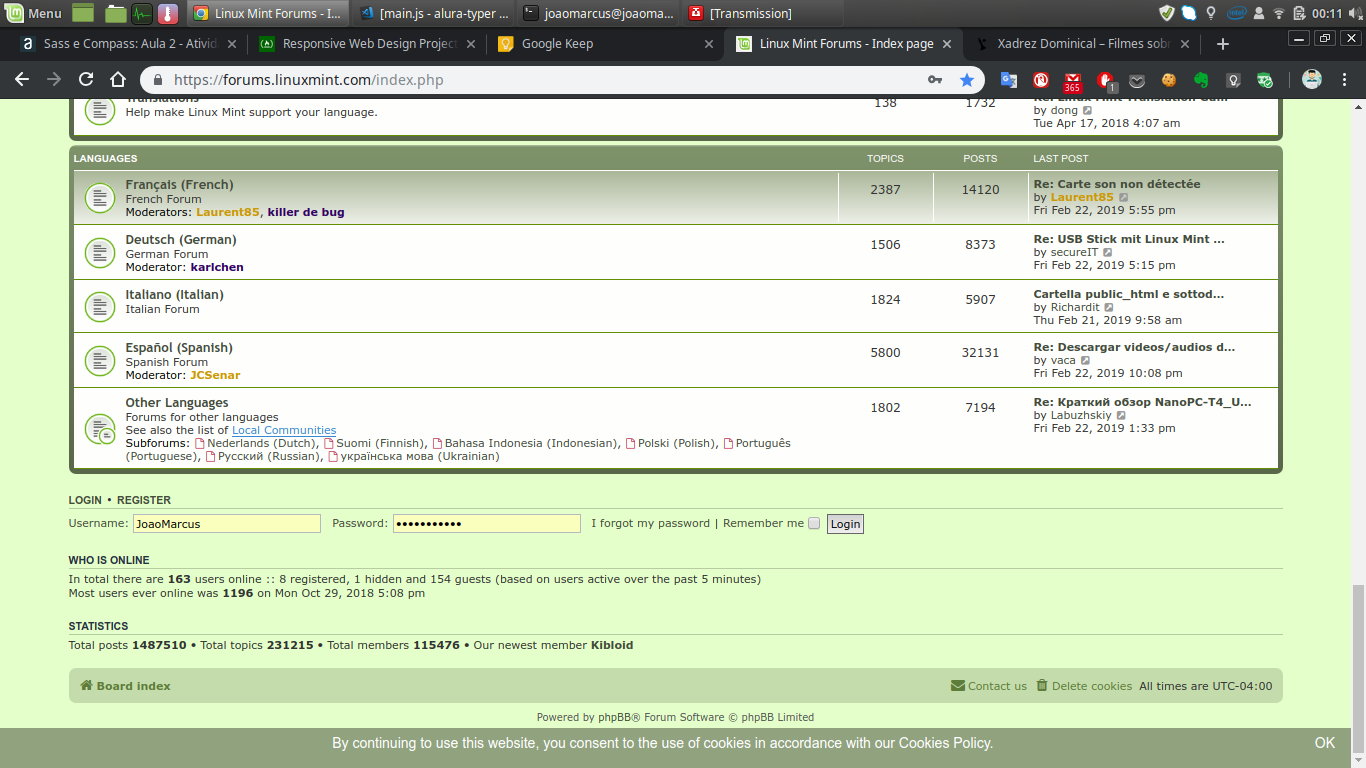 Menu Linux Mint Forums - I... [main.js - alura-typer ... joaomarcus@joaoma... [Transmission] 00:11
Sass e Compass: Aula 2 - Ativid Responsive Web Design Project Google Keep Linux Mint Forums - Index page Xadrez Dominical – Filmes sobr
https://forums.linuxmint.com/index.php 365 1
Translations 138 1732
Help make Linux Mint support your language.
by dong
Tue Apr 17, 2018 4:07 am
LANGUAGES TOPICS POSTS LAST POST
Français (French) 2387 14120 Re: Carte son non détectée
French Forum by Laurent85
Moderators: Laurent85, killer de bug Fri Feb 22, 2019 5:55 pm
Deutsch (German) 1506 8373 Re: USB Stick mit Linux Mint ...
German Forum by secureIT
Moderator: karlchen Fri Feb 22, 2019 5:15 pm
Italiano (Italian) 1824 5907 Cartella public_html e sottod...
Italian Forum by Richardit
Thu Feb 21, 2019 9:58 am
Español (Spanish) 5800 32131 Re: Descargar videos/audios d...
Spanish Forum by vaca
Moderator: JCSenar Fri Feb 22, 2019 10:08 pm
Other Languages 1802 7194 Re: Краткий обзор NanoPC-T4_U...
Forums for other languages by Labuzhskiy
See also the list of Local Communities Fri Feb 22, 2019 1:33 pm
Subforums: Nederlands (Dutch), Suomi (Finnish), Bahasa Indonesia (Indonesian), Polski (Polish), Português
(Portuguese), Русский (Russian), українська мова (Ukrainian)
LOGIN • REGISTER
Username: JoaoMarcus Password: ••••••••••• I forgot my password | Remember me Login
WHO IS ONLINE
In total there are 163 users online :: 8 registered, 1 hidden and 154 guests (based on users active over the past 5 minutes)
Most users ever online was 1196 on Mon Oct 29, 2018 5:08 pm
STATISTICS
Total posts 1487510 • Total topics 231215 • Total members 115476 • Our newest member Kibloid
Board index Contact us Delete cookies All times are UTC-04:00
Powered by phpBB® Forum Software © phpBB Limited
By continuing to use this website, you consent to the use of cookies in accordance with our Cookies Policy. OK